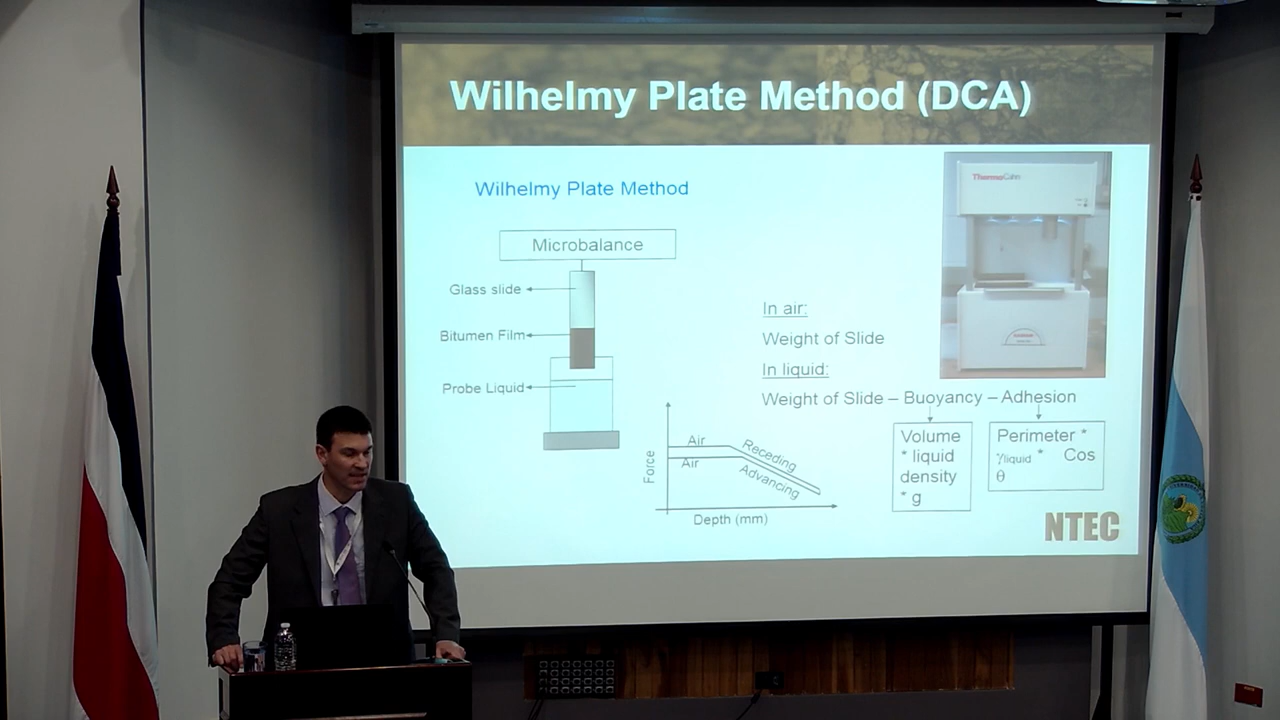 Wilhelmy Plate Method (DCA)
Wilhelmy Plate Method
Microbalance
Glass slide
Bitumen Film
Probe Liquid
ThermoCahn
In air:
Weight of Slide
In liquid:
Weight of Slide – Buoyancy – Adhesion
Volume
* liquid
density
* g
Perimeter *
γliquid * Cos
θ
Force
Air
Air
Receding
Advancing
Depth (mm)
NTEC